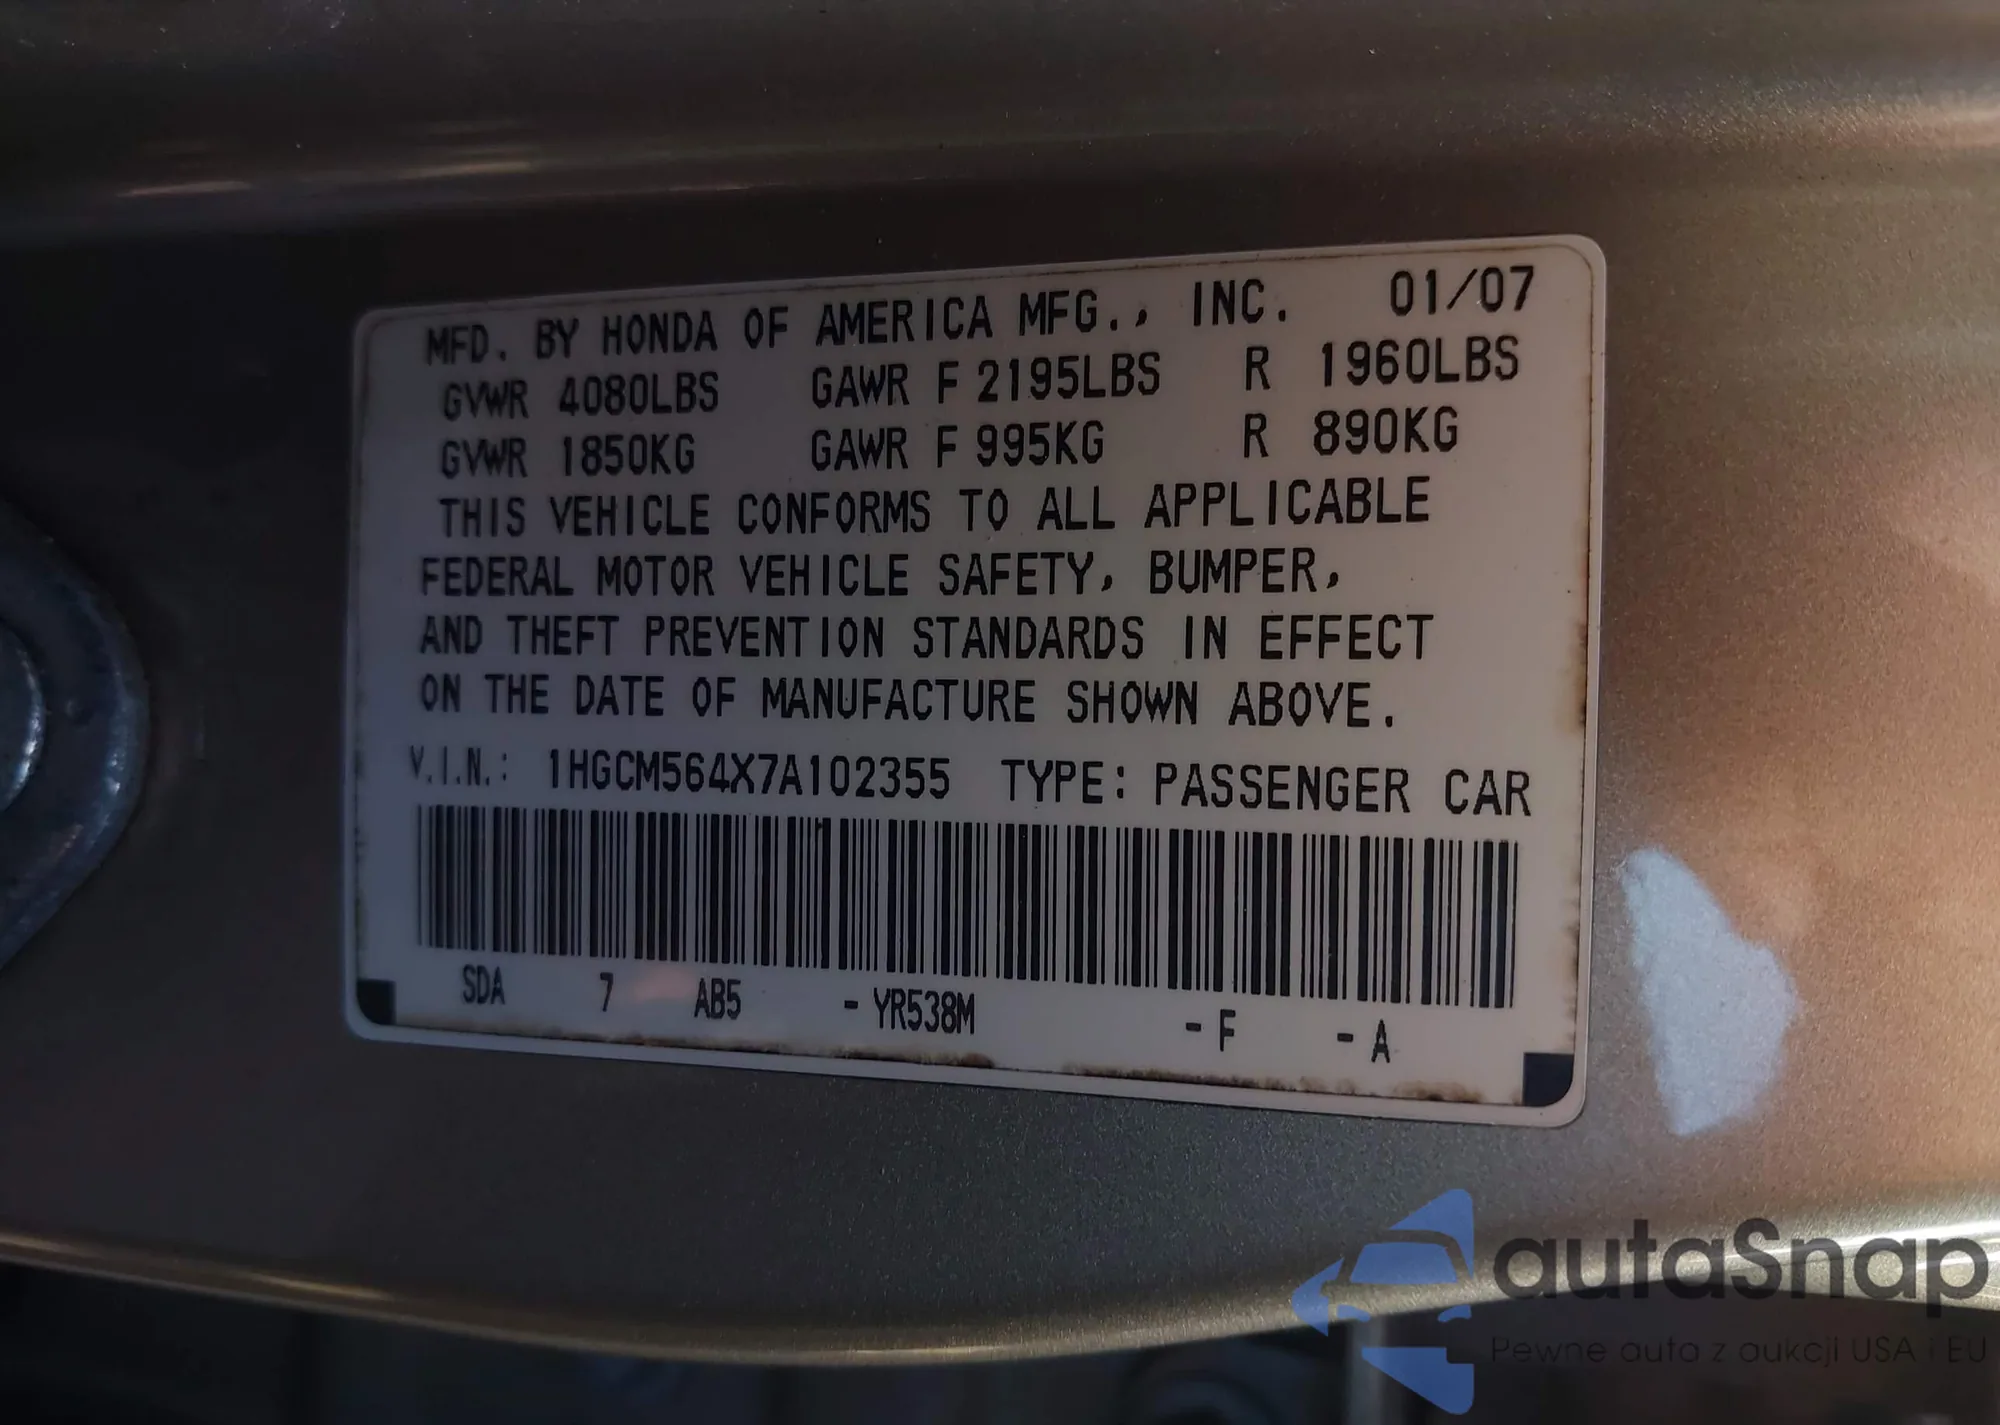 MFD. BY HONDA OF AMERICA MFG., INC. 01/07
GVWR 4080LBS GAWR F 2195LBS R 1960LBS
GVWR 1850KG GAWR F 995KG R 890KG
THIS VEHICLE CONFORMS TO ALL APPLICABLE
FEDERAL MOTOR VEHICLE SAFETY, BUMPER,
AND THEFT PREVENTION STANDARDS IN EFFECT
ON THE DATE OF MANUFACTURE SHOWN ABOVE.
V.I.N.: 1HGCM564X7A102355 TYPE: PASSENGER CAR
SDA 7 AB5 - YR538M - F - A
autaSnap
Pewne auta z aukcji USA i EU